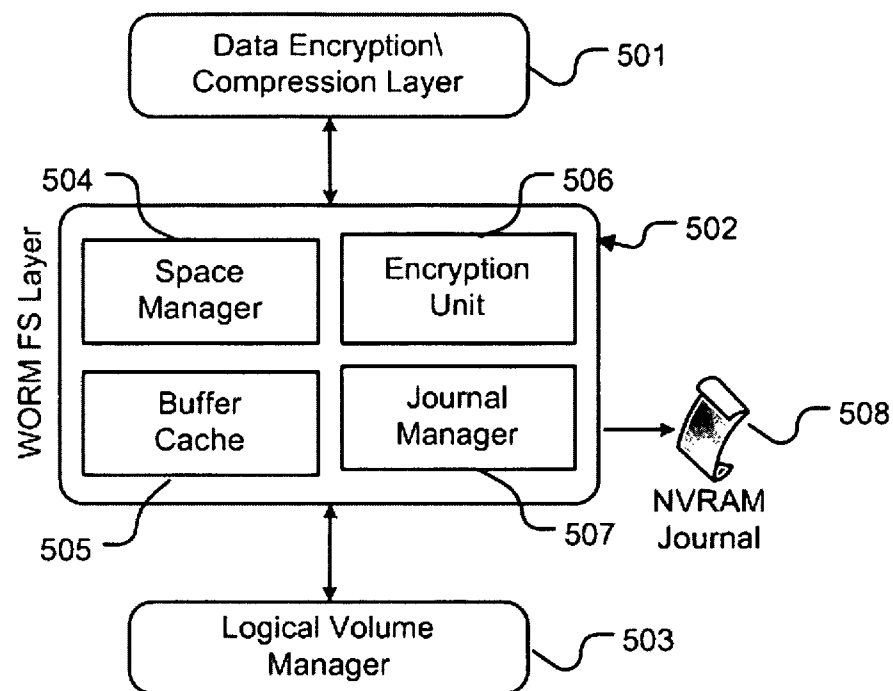 Data Encryption\
Compression Layer
501
504
506
502
WORM FS Layer
Space
Manager
Encryption
Unit
Buffer
Cache
Journal
Manager
508
NVRAM
Journal
505
507
Logical Volume
Manager
503